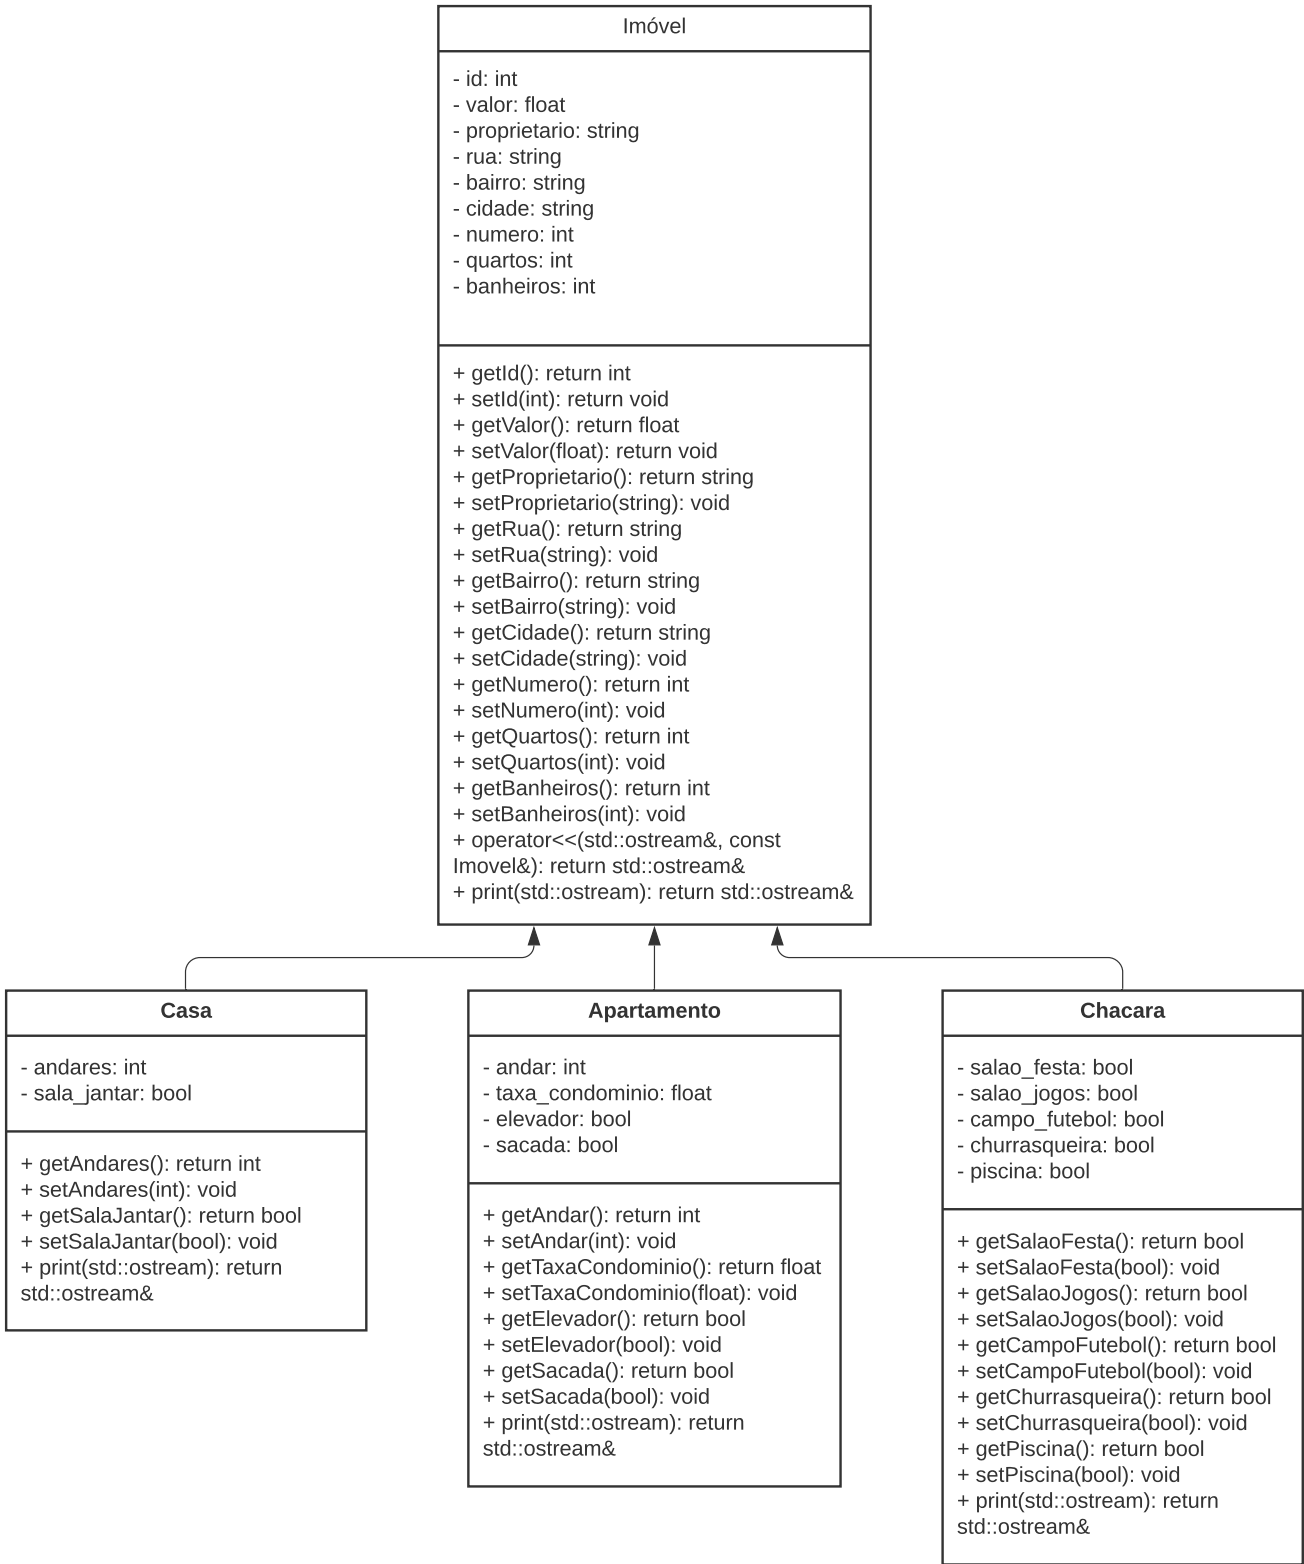 Imóvel
- id: int
- valor: float
- proprietario: string
- rua: string
- bairro: string
- cidade: string
- numero: int
- quartos: int
- banheiros: int
+ getId(): return int
+ setId(int): return void
+ getValor(): return float
+ setValor(float): return void
+ getProprietario(): return string
+ setProprietario(string): void
+ getRua(): return string
+ setRua(string): void
+ getBairro(): return string
+ setBairro(string): void
+ getCidade(): return string
+ setCidade(string): void
+ getNumero(): return int
+ setNumero(int): void
+ getQuartos(): return int
+ setQuartos(int): void
+ getBanheiros(): return int
+ setBanheiros(int): void
+ operator<<(std::ostream&, const
Imovel&): return std::ostream&
+ print(std::ostream): return std::ostream&
Casa
- andares: int
- sala_jantar: bool
+ getAndares(): return int
+ setAndares(int): void
+ getSalaJantar(): return bool
+ setSalaJantar(bool): void
+ print(std::ostream): return
std::ostream&
Apartamento
- andar: int
- taxa_condominio: float
- elevador: bool
- sacada: bool
+ getAndar(): return int
+ setAndar(int): void
+ getTaxaCondominio(): return float
+ setTaxaCondominio(float): void
+ getElevador(): return bool
+ setElevador(bool): void
+ getSacada(): return bool
+ setSacada(bool): void
+ print(std::ostream): return
std::ostream&
Chacara
- salao_festa: bool
- salao_jogos: bool
- campo_futebol: bool
- churrasqueira: bool
- piscina: bool
+ getSalaoFesta(): return bool
+ setSalaoFesta(bool): void
+ getSalaoJogos(): return bool
+ setSalaoJogos(bool): void
+ getCampoFutebol(): return bool
+ setCampoFutebol(bool): void
+ getChurrasqueira(): return bool
+ setChurrasqueira(bool): void
+ getPiscina(): return bool
+ setPiscina(bool): void
+ print(std::ostream): return
std::ostream&